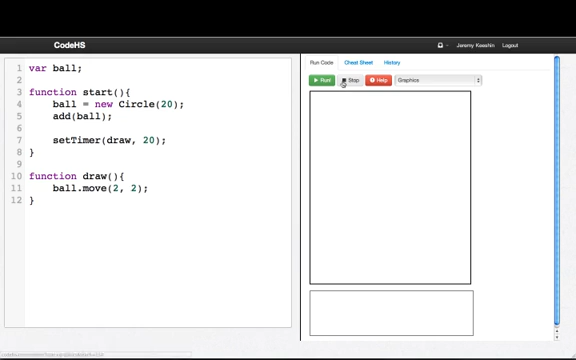 CodeHS
Jeremy Keeshin Logout
Run Code Cheat Sheet History
Run! Stop Help Graphics
1 var ball;
2
3 function start(){
4 ball = new Circle(20);
5 add(ball);
6
7 setTimer(draw, 20);
8 }
9
10 function draw(){
11 ball.move(2, 2);
12 }